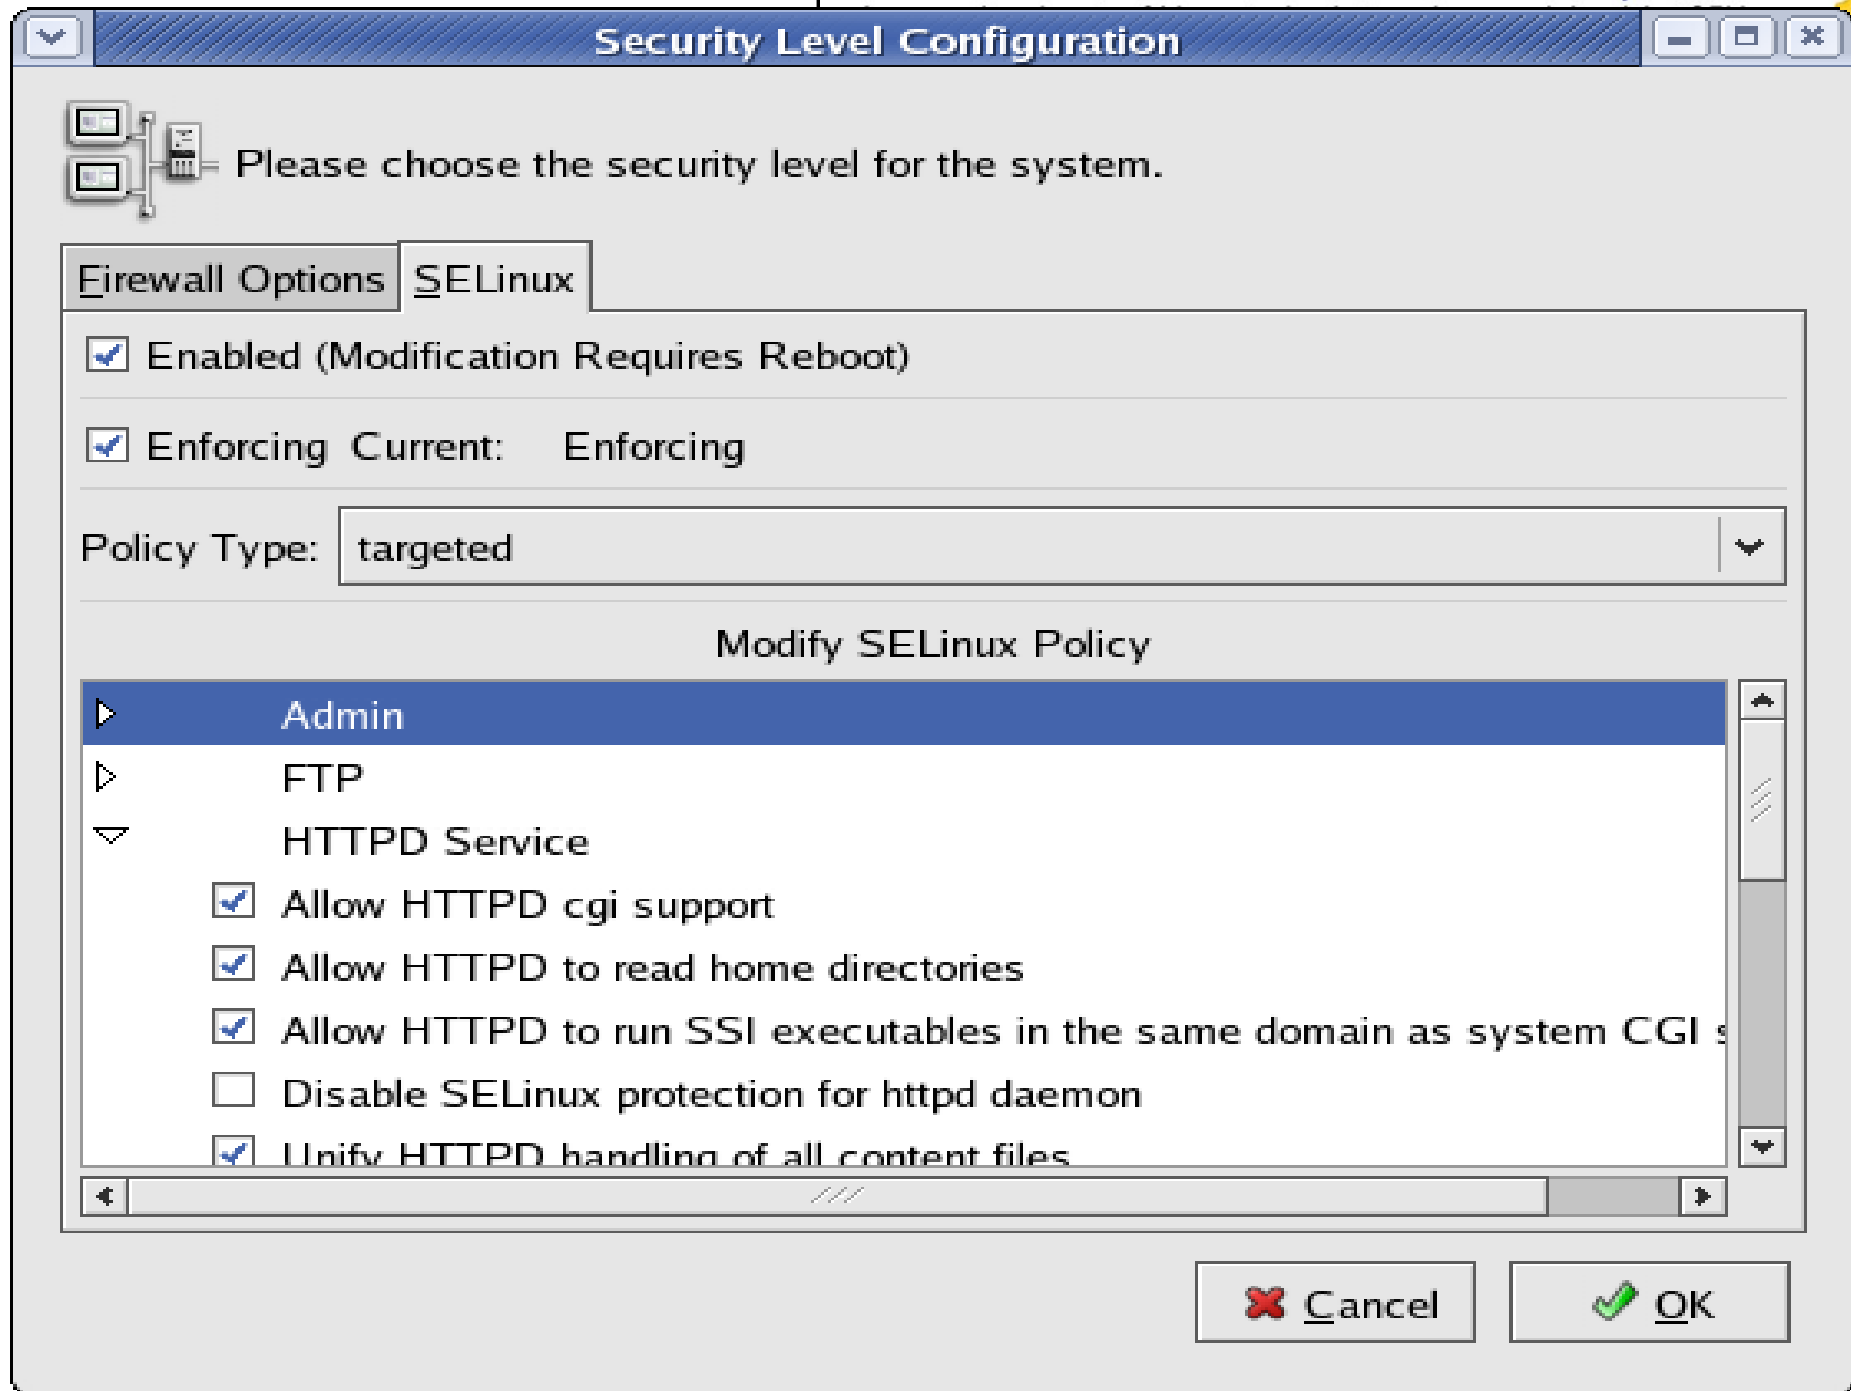 Security Level Configuration
Please choose the security level for the system.
Firewall Options SELinux
Enabled (Modification Requires Reboot)
Enforcing Current: Enforcing
Policy Type: targeted
Modify SELinux Policy
Admin
FTP
HTTPD Service
Allow HTTPD cgi support
Allow HTTPD to read home directories
Allow HTTPD to run SSI executables in the same domain as system CGI
Disable SELinux protection for httpd daemon
Unify HTTPD handling of all content files
Cancel OK